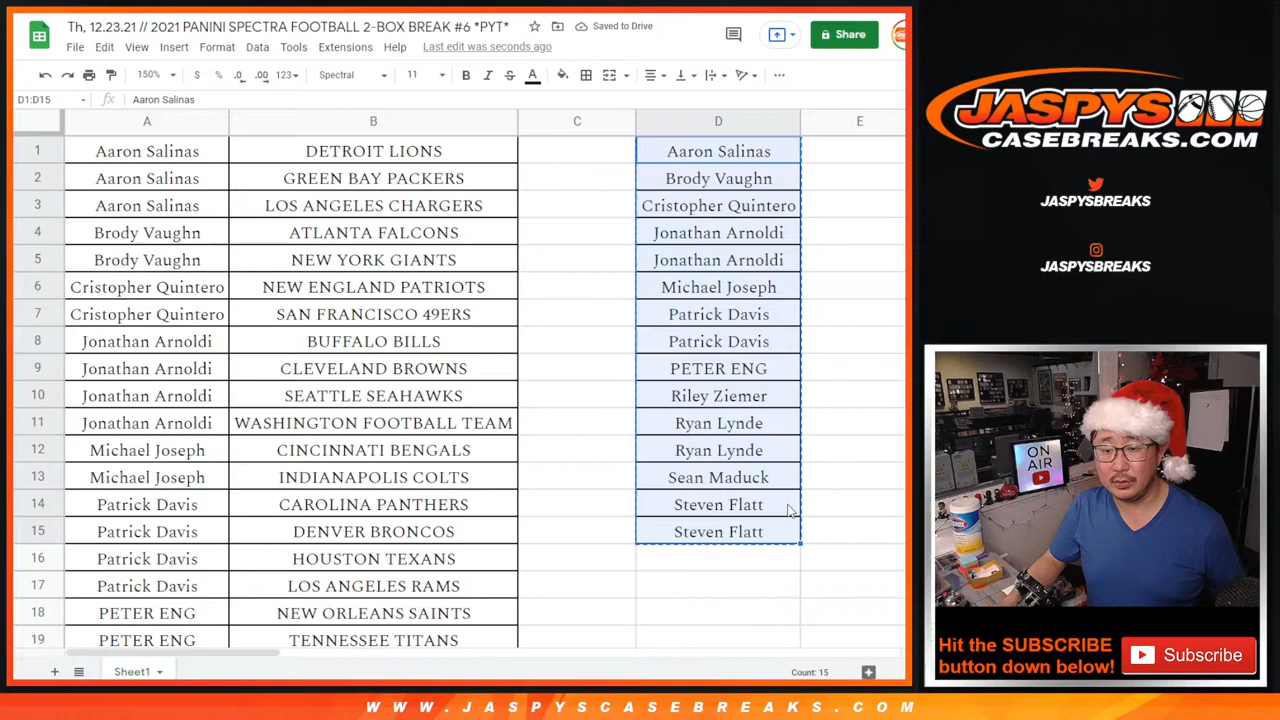 Th, 12.23.21 // 2021 PANINI SPECTRA FOOTBALL 2-BOX BREAK #6 *PYT*
Saved to Drive
File Edit View Insert Format Data Tools Extensions Help Last edit was seconds ago
Share
150% $ % .0 .00 123 Spectral 11 B I S A
D1:D15 fx Aaron Salinas
A B C D E
1 Aaron Salinas DETROIT LIONS Aaron Salinas
2 Aaron Salinas GREEN BAY PACKERS Brody Vaughn
3 Aaron Salinas LOS ANGELES CHARGERS Cristopher Quintero
4 Brody Vaughn ATLANTA FALCONS Jonathan Arnoldi
5 Brody Vaughn NEW YORK GIANTS Jonathan Arnoldi
6 Cristopher Quintero NEW ENGLAND PATRIOTS Michael Joseph
7 Cristopher Quintero SAN FRANCISCO 49ERS Patrick Davis
8 Jonathan Arnoldi BUFFALO BILLS Patrick Davis
9 Jonathan Arnoldi CLEVELAND BROWNS PETER ENG
10 Jonathan Arnoldi SEATTLE SEAHAWKS Riley Ziemer
11 Jonathan Arnoldi WASHINGTON FOOTBALL TEAM Ryan Lynde
12 Michael Joseph CINCINNATI BENGALS Ryan Lynde
13 Michael Joseph INDIANAPOLIS COLTS Sean Maduck
14 Patrick Davis CAROLINA PANTHERS Steven Flatt
15 Patrick Davis DENVER BRONCOS Steven Flatt
16 Patrick Davis HOUSTON TEXANS
17 Patrick Davis LOS ANGELES RAMS
18 PETER ENG NEW ORLEANS SAINTS
19 PETER ENG TENNESSEE TITANS
Sheet1
Count: 15
JASPYS
CASEBREAKS.COM
JASPYSBREAKS
JASPYSBREAKS
ON
AIR
Hit the SUBSCRIBE
button down below!
Subscribe
WWW.JASPYSCASEBREAKS.COM